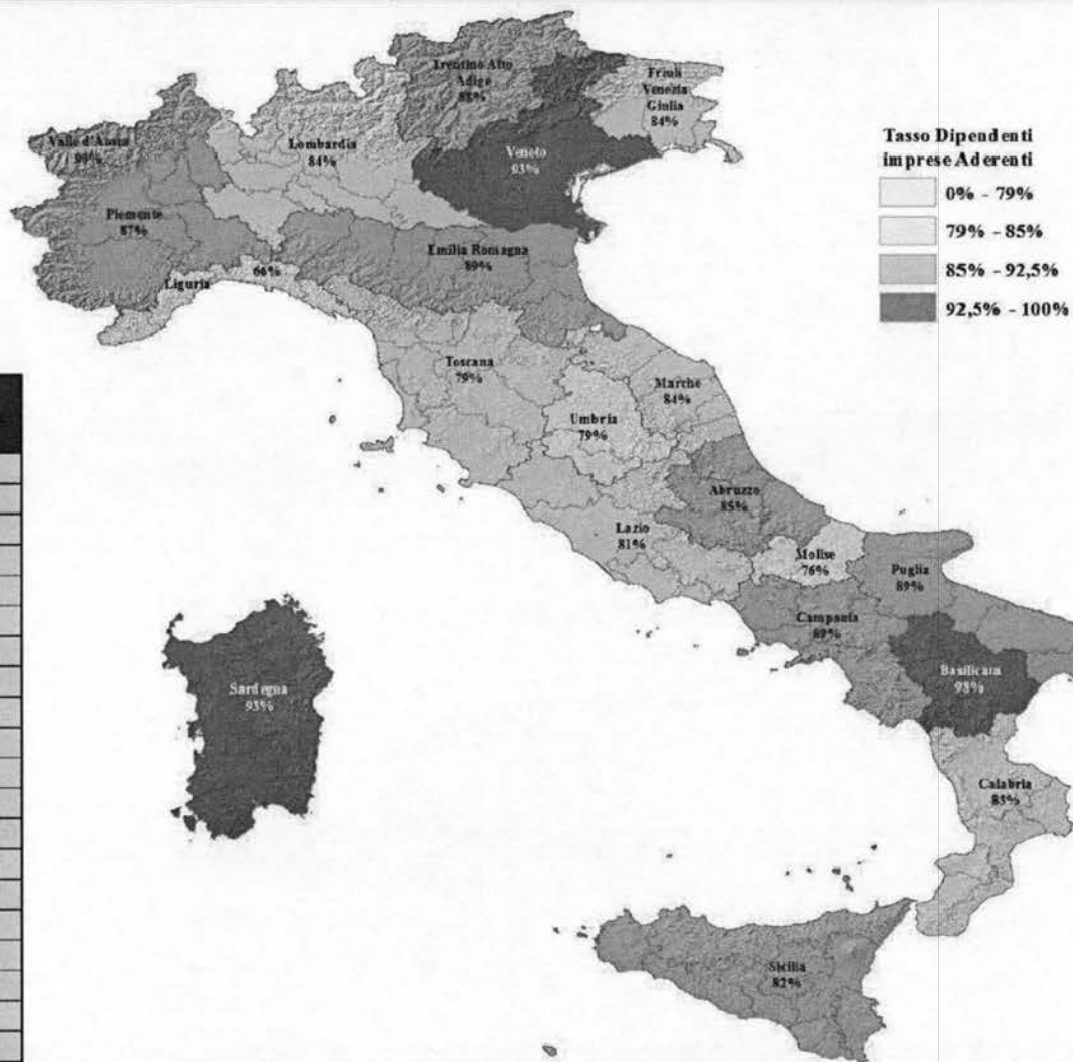 Trentino Alto
Adige
88%
Friuli
Venezia
Giulia
84%
Valle d'Aosta
Lombardia
84%
Veneto
93%
Piemonte
87%
Emilia Romagna
89%
66%
Liguria
Toscana
79%
Marche
84%
Umbria
79%
Abruzzo
85%
Lazio
81%
Molise
76%
Puglia
89%
Campania
89%
Basilicata
98%
Sardegna
93%
Calabria
83%
Sicilia
82%
Tasso Dipendenti
imprese Aderenti
0% - 79%
79% - 85%
85% - 92,5%
92,5% - 100%